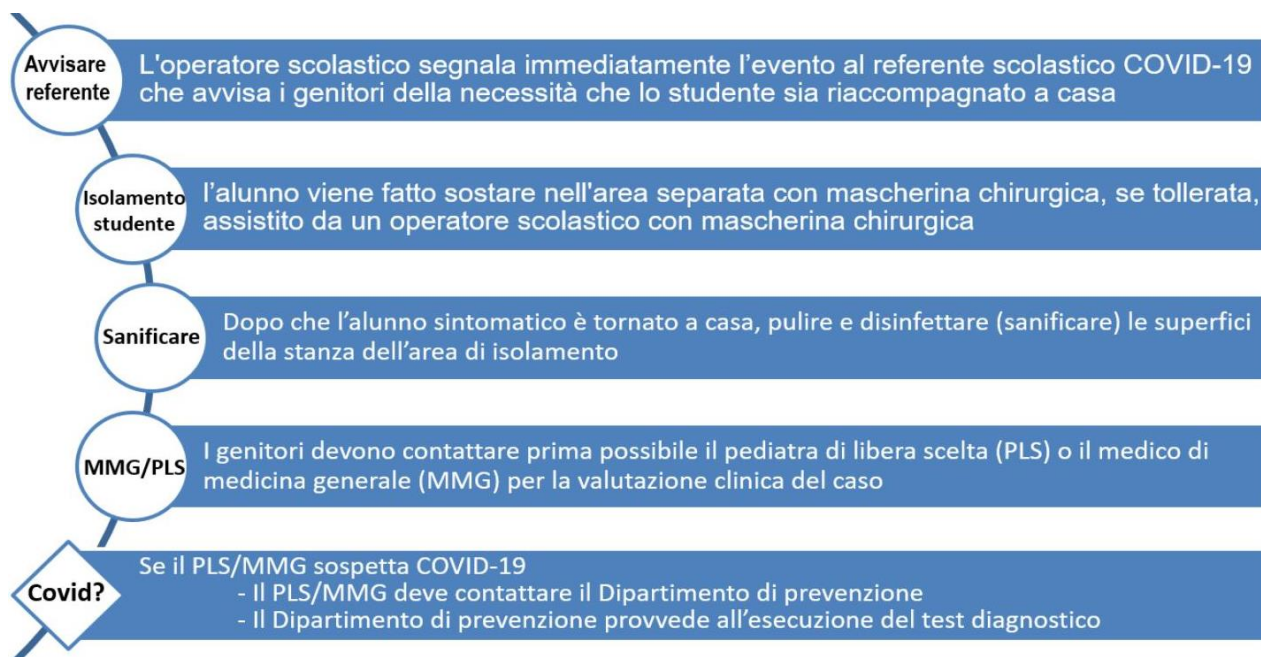 Avvisare
referente
L'operatore scolastico segnala immediatamente l’evento al referente scolastico COVID-19
che avvisa i genitori della necessità che lo studente sia riaccompagnato a casa
Isolamento
studente
l’alunno viene fatto sostare nell'area separata con mascherina chirurgica, se tollerata,
assistito da un operatore scolastico con mascherina chirurgica
Sanificare
Dopo che l’alunno sintomatico è tornato a casa, pulire e disinfettare (sanificare) le superfici
della stanza dell’area di isolamento
MMG/PLS
I genitori devono contattare prima possibile il pediatra di libera scelta (PLS) o il medico di
medicina generale (MMG) per la valutazione clinica del caso
Covid?
Se il PLS/MMG sospetta COVID-19
- Il PLS/MMG deve contattare il Dipartimento di prevenzione
- Il Dipartimento di prevenzione provvede all’esecuzione del test diagnostico